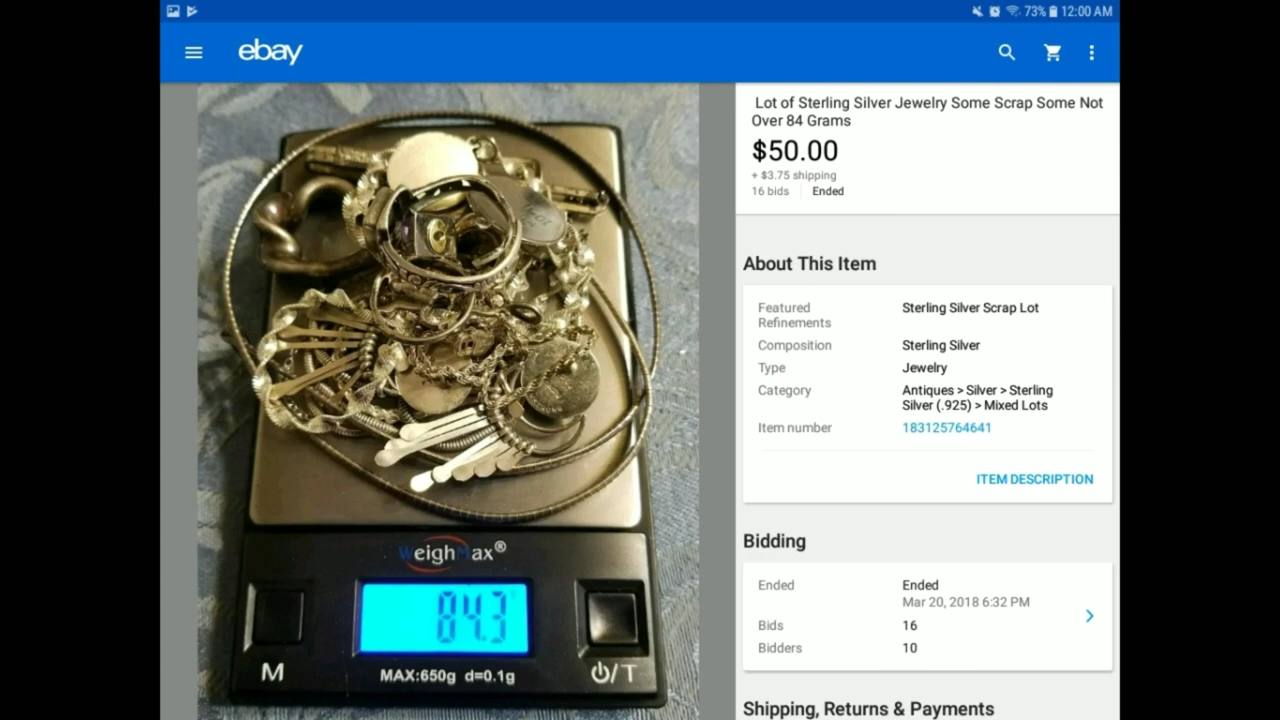 73% 12:00 AM
ebay
Lot of Sterling Silver Jewelry Some Scrap Some Not
Over 84 Grams
$50.00
+ $3.75 shipping
16 bids Ended
About This Item
Featured Refinements Sterling Silver Scrap Lot
Composition Sterling Silver
Type Jewelry
Category Antiques > Silver > Sterling
Silver (.925) > Mixed Lots
Item number 183125764641
ITEM DESCRIPTION
Bidding
Ended Ended
Mar 20, 2018 6:32 PM
Bids 16
Bidders 10
Shipping, Returns & Payments
WeighMax®
84.3
M MAX:650g d=0.1g /T